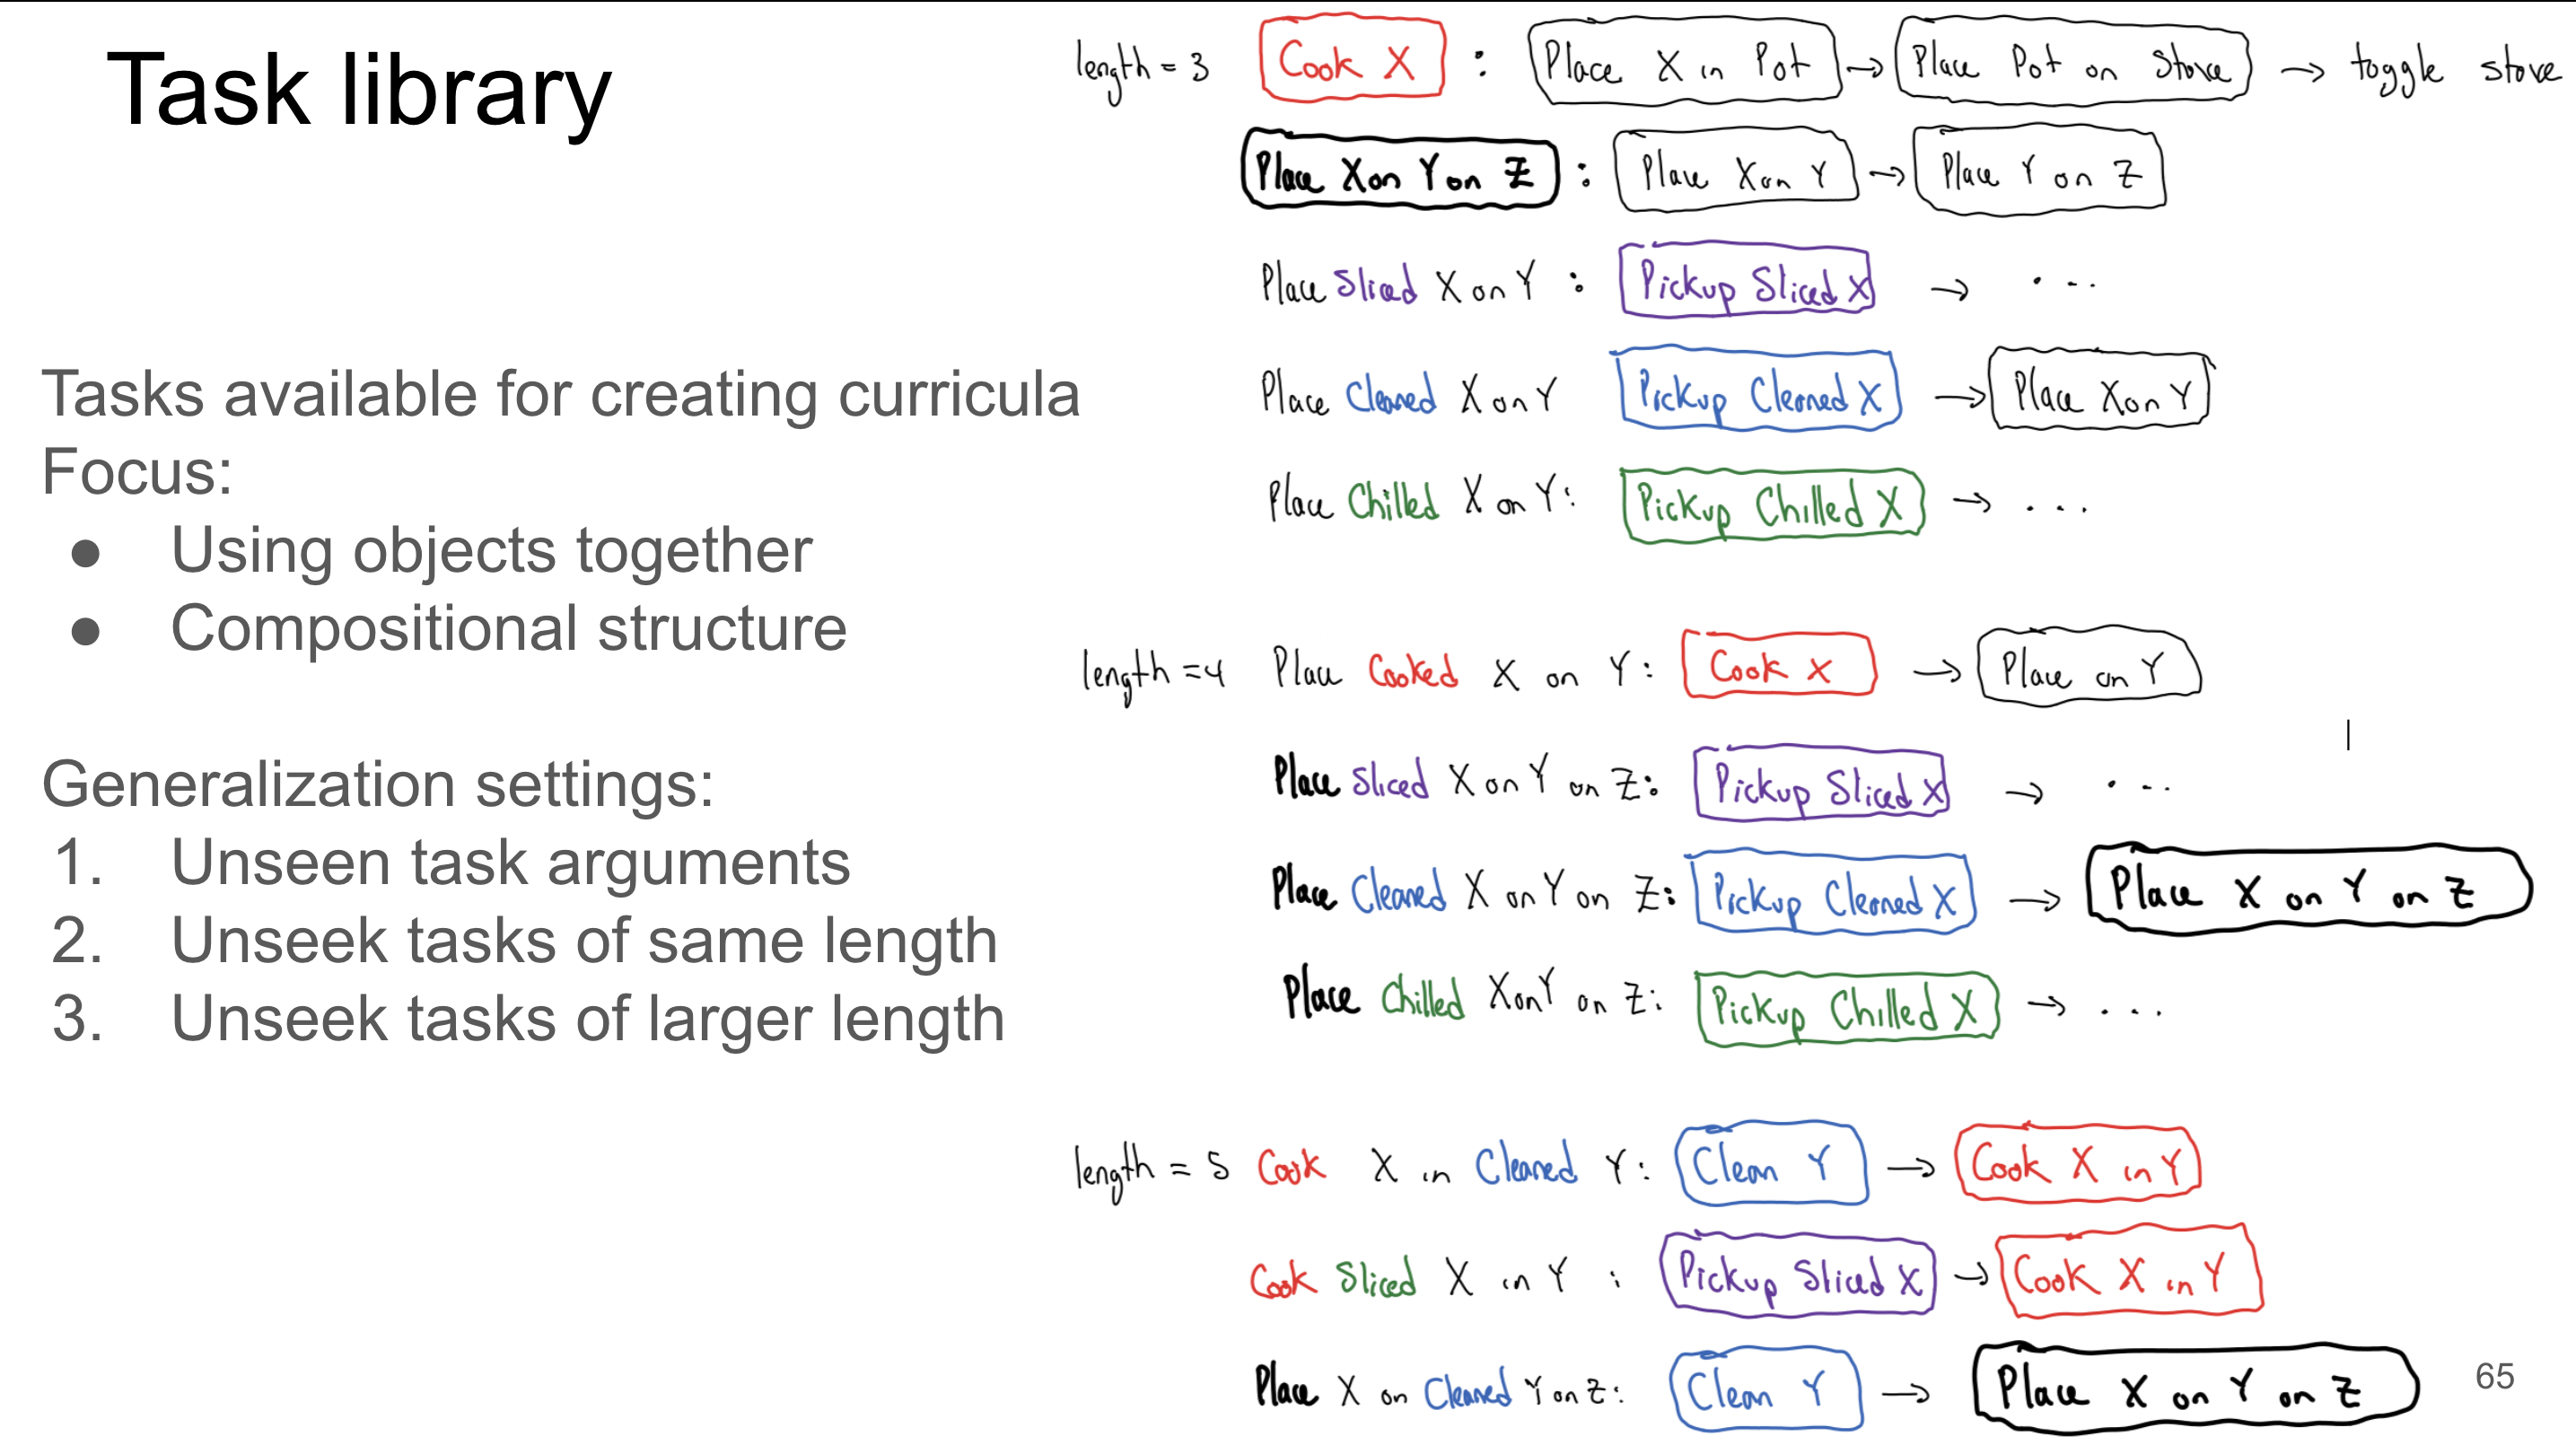 Task library
Tasks available for creating curricula
Focus:
● Using objects together
● Compositional structure
Generalization settings:
1. Unseen task arguments
2. Unseek tasks of same length
3. Unseek tasks of larger length
length = 3 Cook X : Place X in Pot → Place Pot on Stove → toggle stove
Place X on Y on Z : Place X on Y → Place Y on Z
Place Sliced X on Y : Pickup Sliced X → ...
Place Cleaned X on Y Pickup Cleaned X → Place X on Y
Place Chilled X on Y: Pickup Chilled X → ...
length = 4 Place Cooked X on Y: Cook X → Place on Y
Place Sliced X on Y on Z: Pickup Sliced X → ...
Place Cleaned X on Y on Z: Pickup Cleaned X → Place X on Y on Z
Place Chilled X on Y on Z: Pickup Chilled X → ...
length = 5 Cook X in Cleaned Y: Clean Y → Cook X in Y
Cook Sliced X in Y : Pickup Sliced X → Cook X in Y
Place X on Cleaned Y on Z: Clean Y → Place X on Y on Z
65